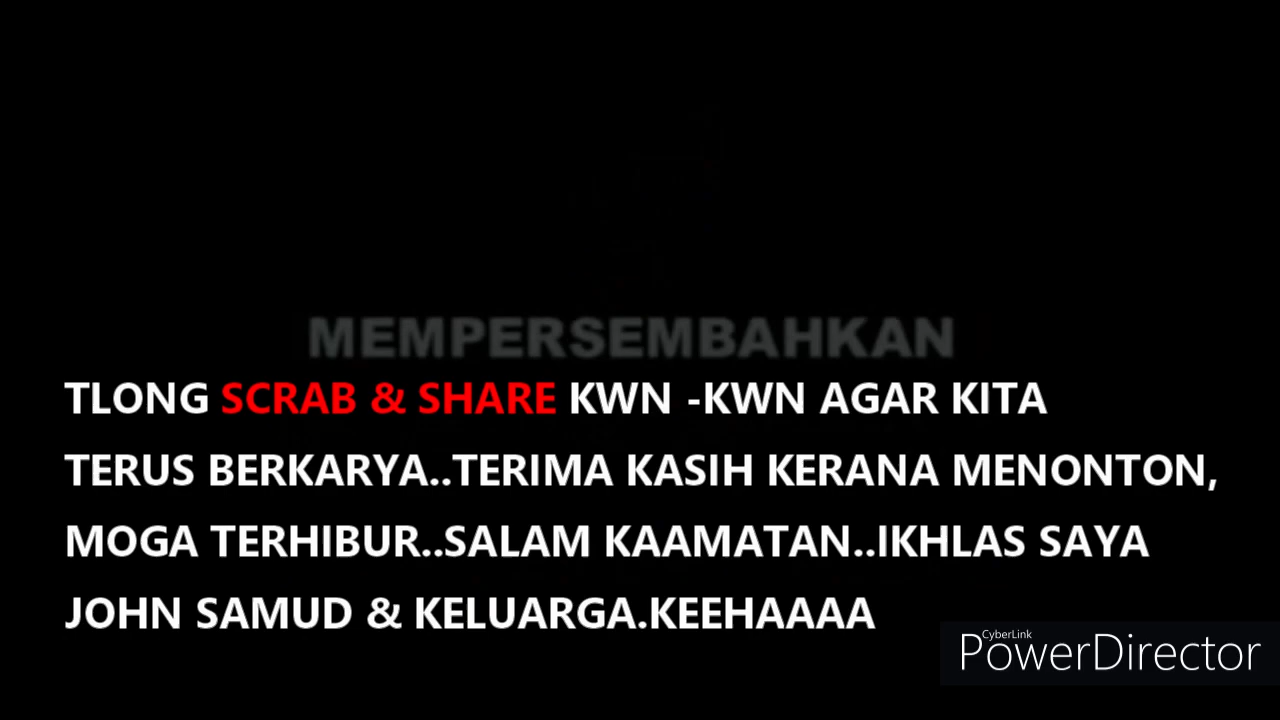 MEMPERSEMBAHKAN
TLONG SCRAB & SHARE KWN -KWN AGAR KITA
TERUS BERKARYA..TERIMA KASIH KERANA MENONTON,
MOGA TERHIBUR..SALAM KAAMATAN..IKHLAS SAYA
JOHN SAMUD & KELUARGA.KEEHAAAA
CyberLink
PowerDirector